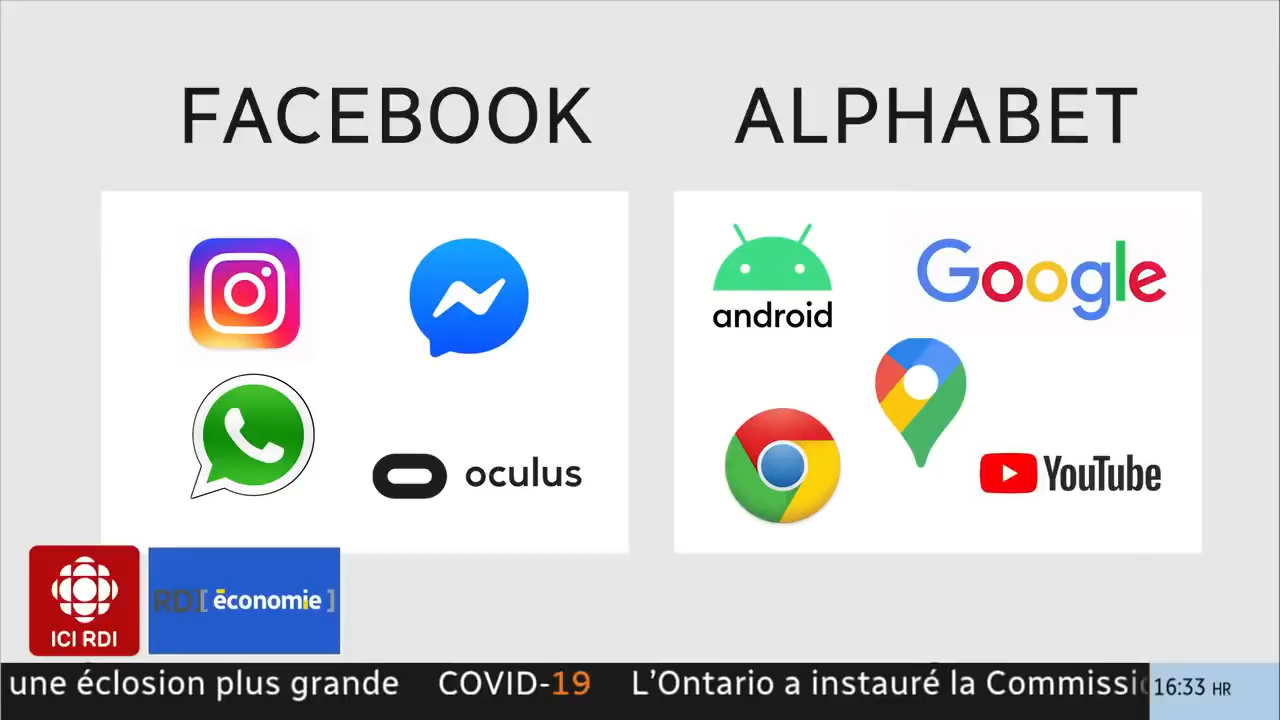 FACEBOOK
ALPHABET
android
Google
oculus
YouTube
ICI RDI
RDI[économie]
une éclosion plus grande COVID-19 L'Ontario a instauré la
16:33 HR